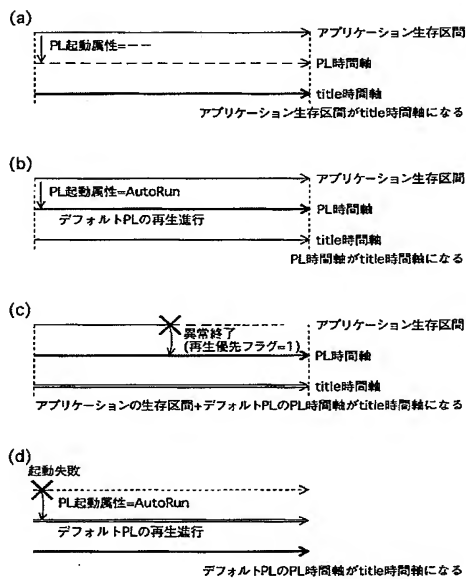 (a)
アプリケーション生存区間
PL起動属性=---
PL時間軸
title時間軸
アプリケーション生存区間がtitle時間軸になる
(b)
アプリケーション生存区間
PL起動属性=AutoRun
PL時間軸
デフォルトPLの再生進行
title時間軸
PL時間軸がtitle時間軸になる
(c)
アプリケーション生存区間
異常終了
(再生優先フラグ=1)
PL時間軸
title時間軸
アプリケーションの生存区間+デフォルトPLのPL時間軸がtitle時間軸になる
(d)
起動失敗
PL起動属性=AutoRun
デフォルトPLの再生進行
デフォルトPLのPL時間軸がtitle時間軸になる